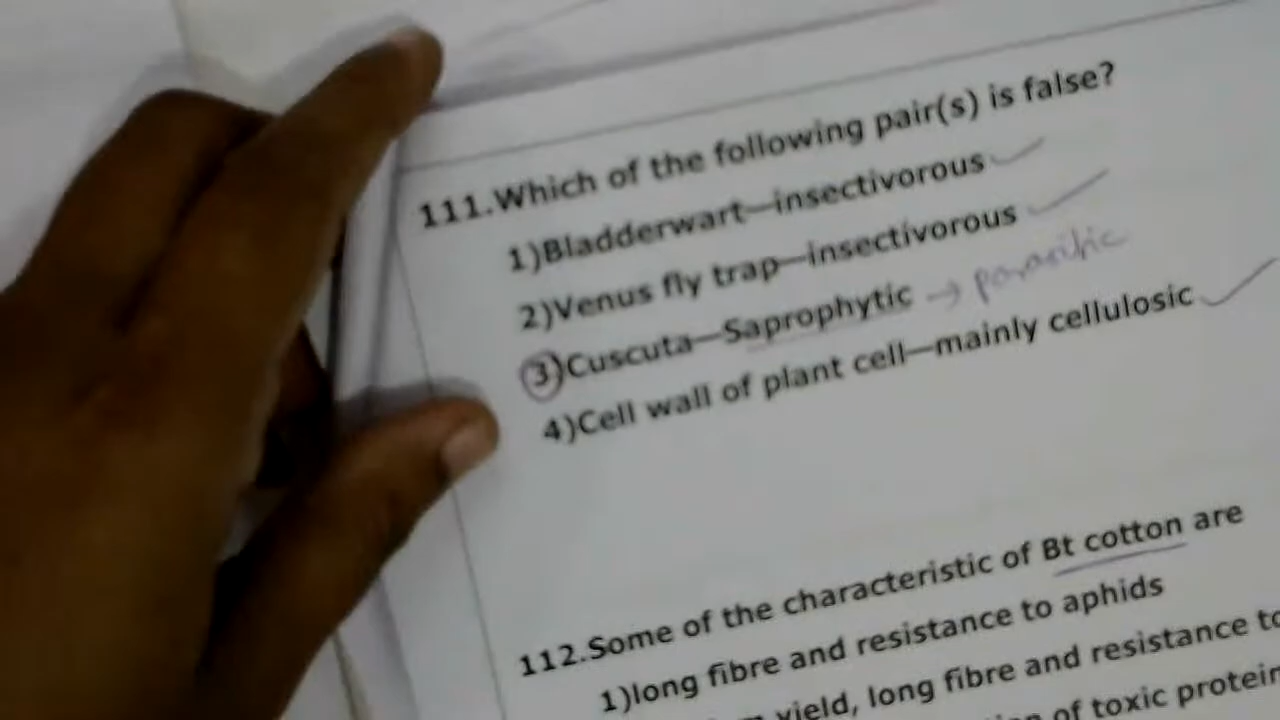 111.Which of the following pair(s) is false?
1)Bladderwart—insectivorous
2)Venus fly trap—insectivorous
3)Cuscuta—Saprophytic → parasitic
4)Cell wall of plant cell—mainly cellulosic
112.Some of the characteristic of Bt cotton are
1)long fibre and resistance to aphids
yield, long fibre and resistance to
of toxic protein